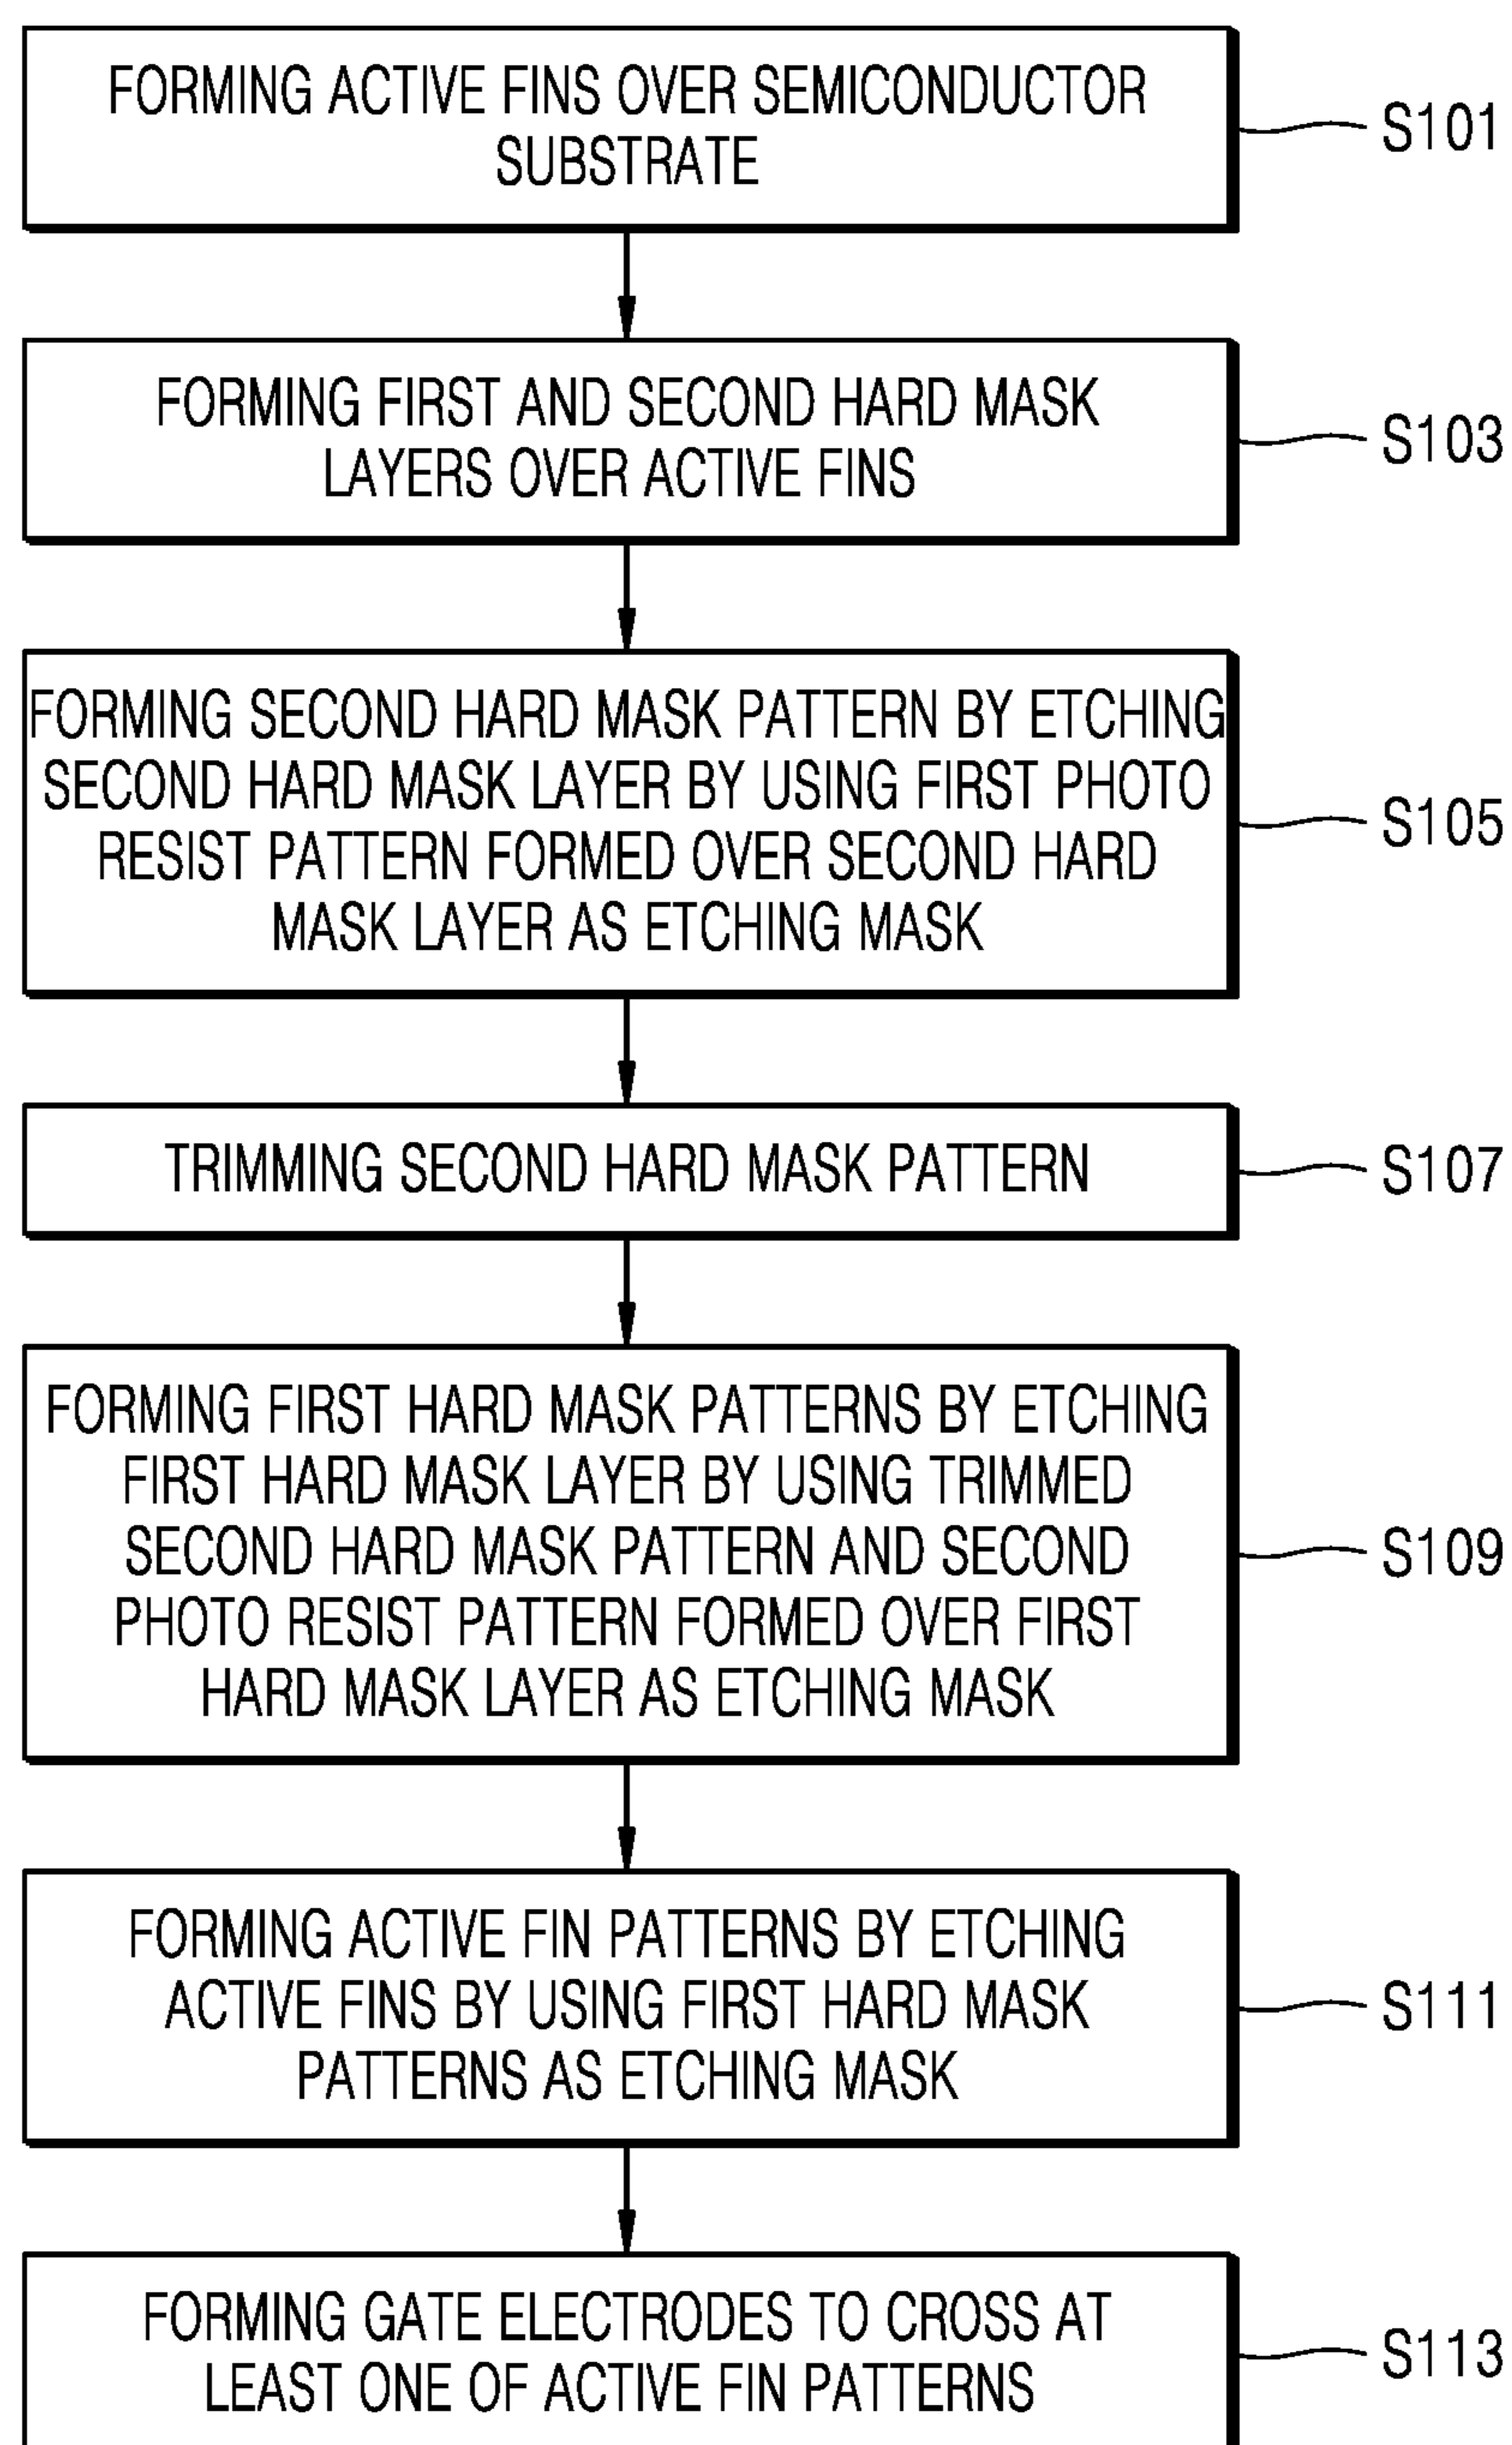 FORMING ACTIVE FINS OVER SEMICONDUCTOR
SUBSTRATE
S101
FORMING FIRST AND SECOND HARD MASK
LAYERS OVER ACTIVE FINS
S103
FORMING SECOND HARD MASK PATTERN BY ETCHING
SECOND HARD MASK LAYER BY USING FIRST PHOTO
RESIST PATTERN FORMED OVER SECOND HARD
MASK LAYER AS ETCHING MASK
S105
TRIMMING SECOND HARD MASK PATTERN
S107
FORMING FIRST HARD MASK PATTERNS BY ETCHING
FIRST HARD MASK LAYER BY USING TRIMMED
SECOND HARD MASK PATTERN AND SECOND
PHOTO RESIST PATTERN FORMED OVER FIRST
HARD MASK LAYER AS ETCHING MASK
S109
FORMING ACTIVE FIN PATTERNS BY ETCHING
ACTIVE FINS BY USING FIRST HARD MASK
PATTERNS AS ETCHING MASK
S111
FORMING GATE ELECTRODES TO CROSS AT
LEAST ONE OF ACTIVE FIN PATTERNS
S113